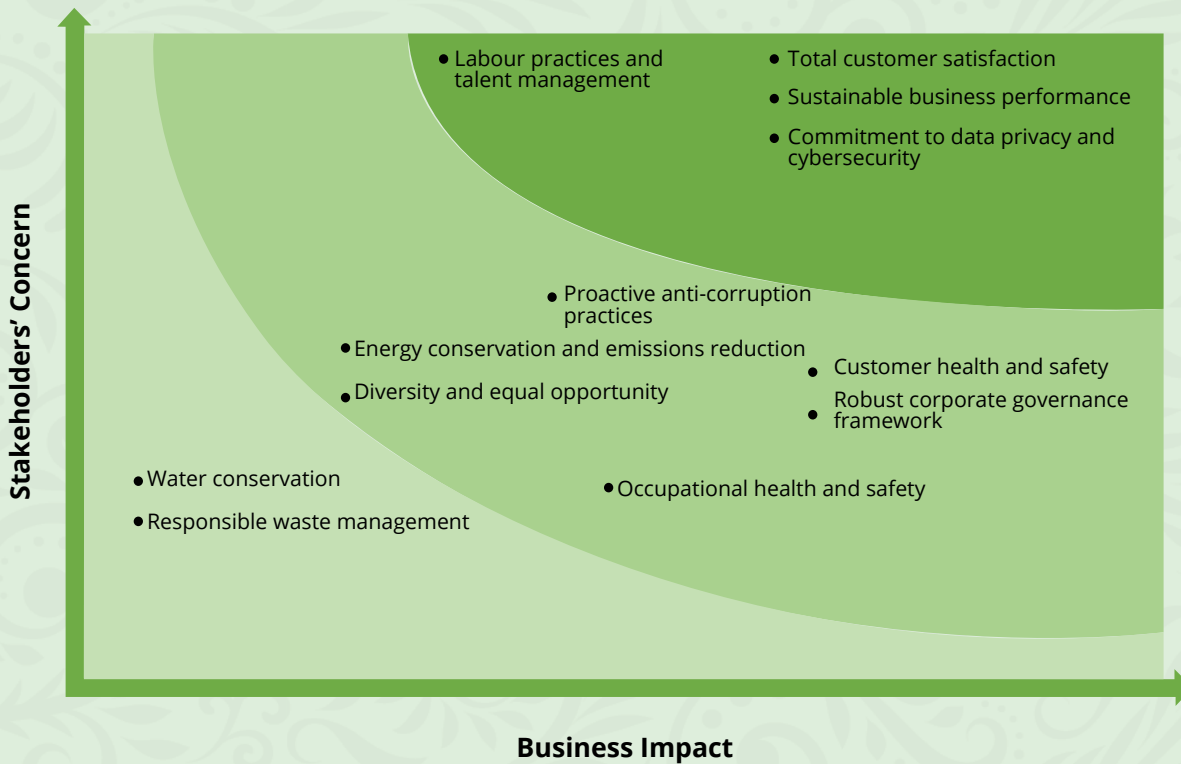 Stakeholders’ Concern
Labour practices and
talent management
Total customer satisfaction
Sustainable business performance
Commitment to data privacy and
cybersecurity
Proactive anti-corruption
practices
Energy conservation and emissions reduction
Diversity and equal opportunity
Customer health and safety
Robust corporate governance
framework
Water conservation
Responsible waste management
Occupational health and safety
Business Impact